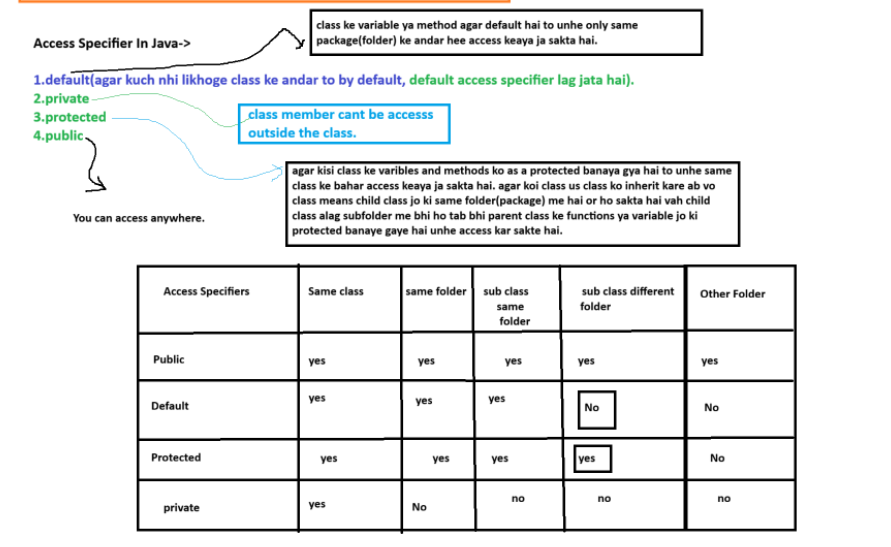 class ke variable ya method agar default hai to unhe only same
package(folder) ke andar hee access keaya ja sakta hai.
Access Specifier In Java->
1.default(agar kuch nhi likhoge class ke andar to by default, default access specifier lag jata hai).
2.private
3.protected
4.public
class member cant be accesss
outside the class.
agar kisi class ke varibles and methods ko as a protected banaya gya hai to unhe same
class ke bahar access keaya ja sakta hai. agar koi class us class ko inherit kare ab vo
class means child class jo ki same folder(package) me hai or ho sakta hai vah child
class alag subfolder me bhi ho tab bhi parent class ke functions ya variable jo ki
protected banaye gaye hai unhe access kar sakte hai.
You can access anywhere.
Access Specifiers Same class same folder sub class same folder sub class different folder Other Folder
Public yes yes yes yes yes
Default yes yes yes No No
Protected yes yes yes yes No
private yes No no no no